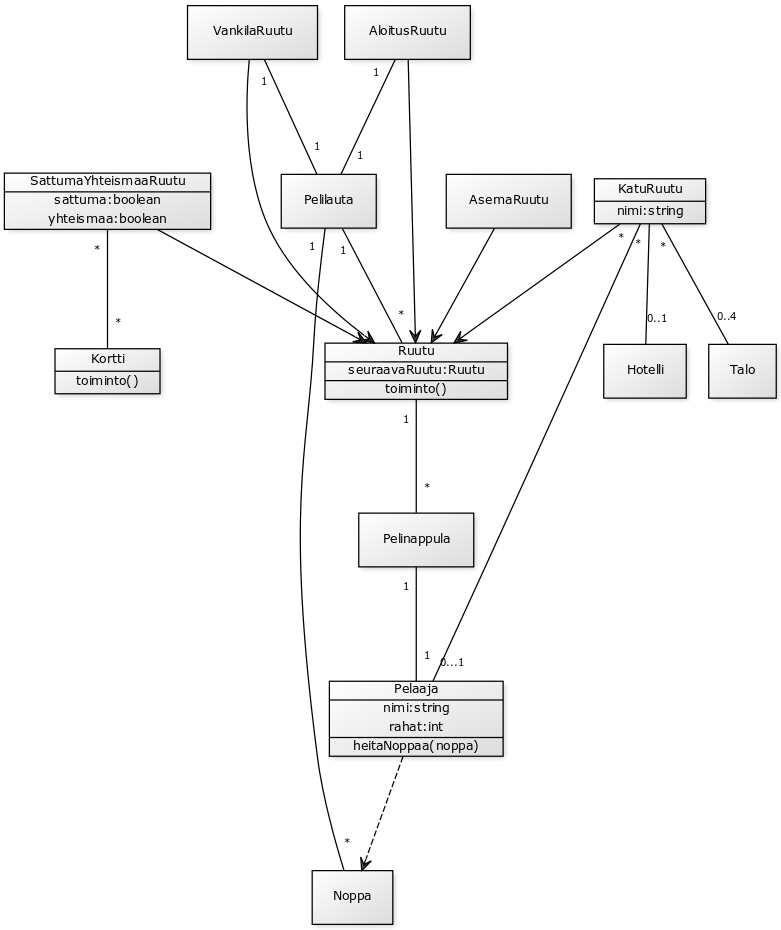 VankilaRuutu
AloitusRuutu
1
1
1
1
SattumaYhteismaaRuutu
sattuma:boolean
yhteismaa:boolean
Pelilauta
AsemaRuutu
KatuRuutu
nimi:string
*
1
1
*
*
*
*
*
0..1
0..4
Kortti
toiminto()
Ruutu
seuraavaRuutu:Ruutu
toiminto()
Hotelli
Talo
1
*
Pelinappula
1
1
0...1
Pelaaja
nimi:string
rahat:int
heitaNoppaa(noppa)
*
Noppa